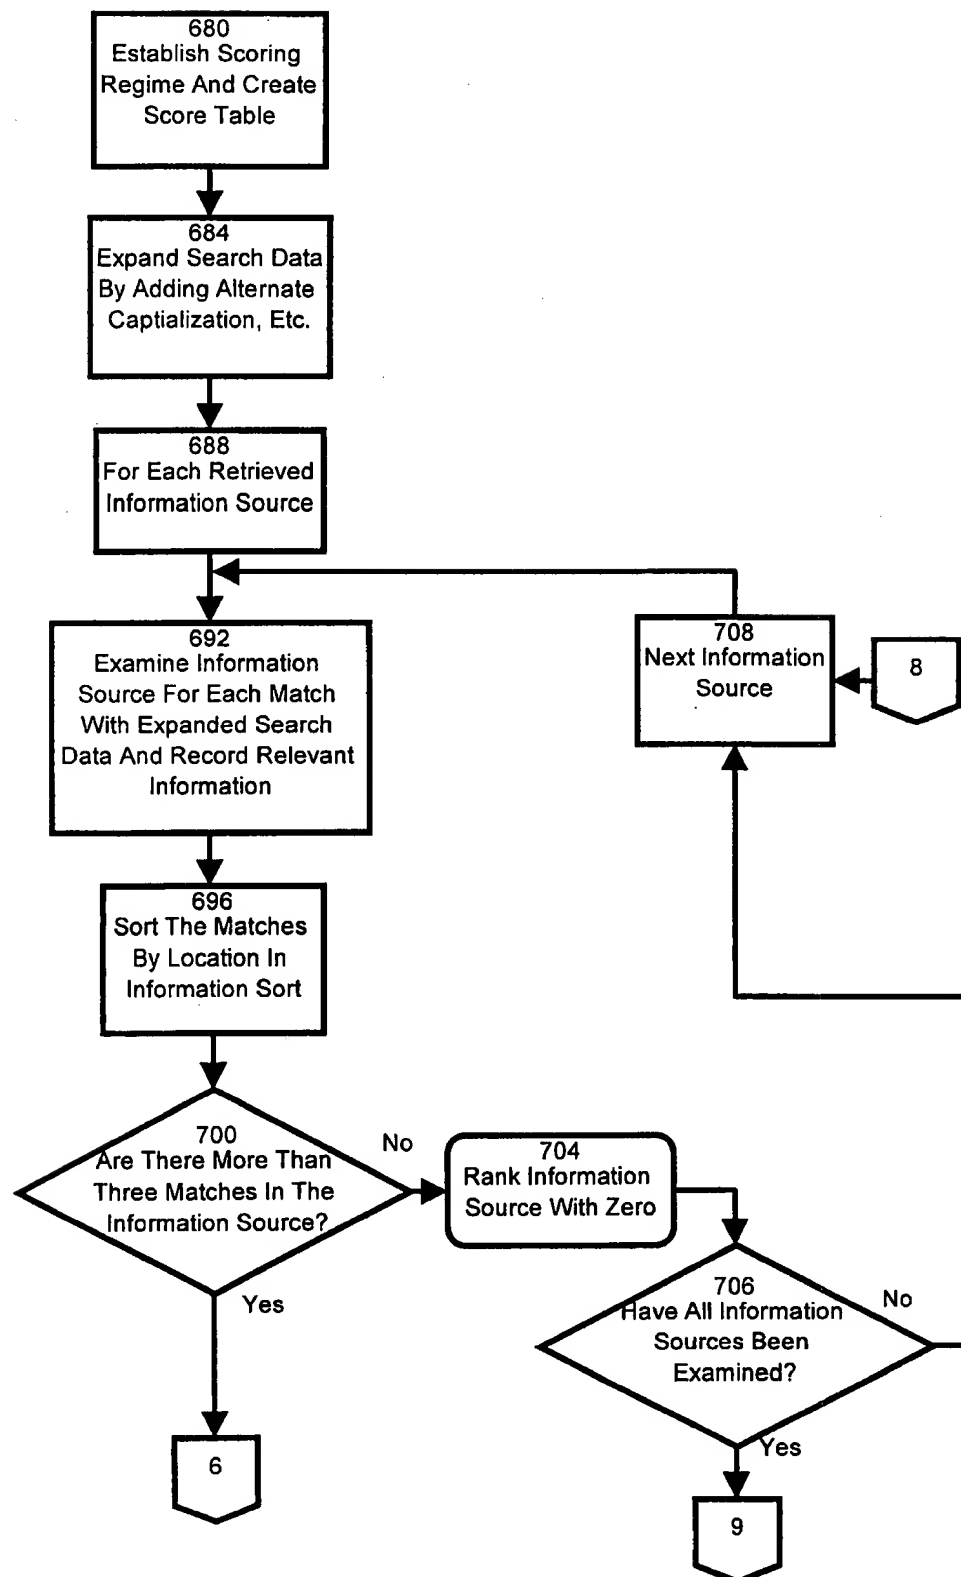 680
Establish Scoring
Regime And Create
Score Table
684
Expand Search Data
By Adding Alternate
Captialization, Etc.
688
For Each Retrieved
Information Source
692
Examine Information
Source For Each Match
With Expanded Search
Data And Record Relevant
Information
708
Next Information
Source
8
696
Sort The Matches
By Location In
Information Sort
700
Are There More Than
Three Matches In The
Information Source?
No
Yes
704
Rank Information
Source With Zero
706
Have All Information
Sources Been
Examined?
No
Yes
6
9